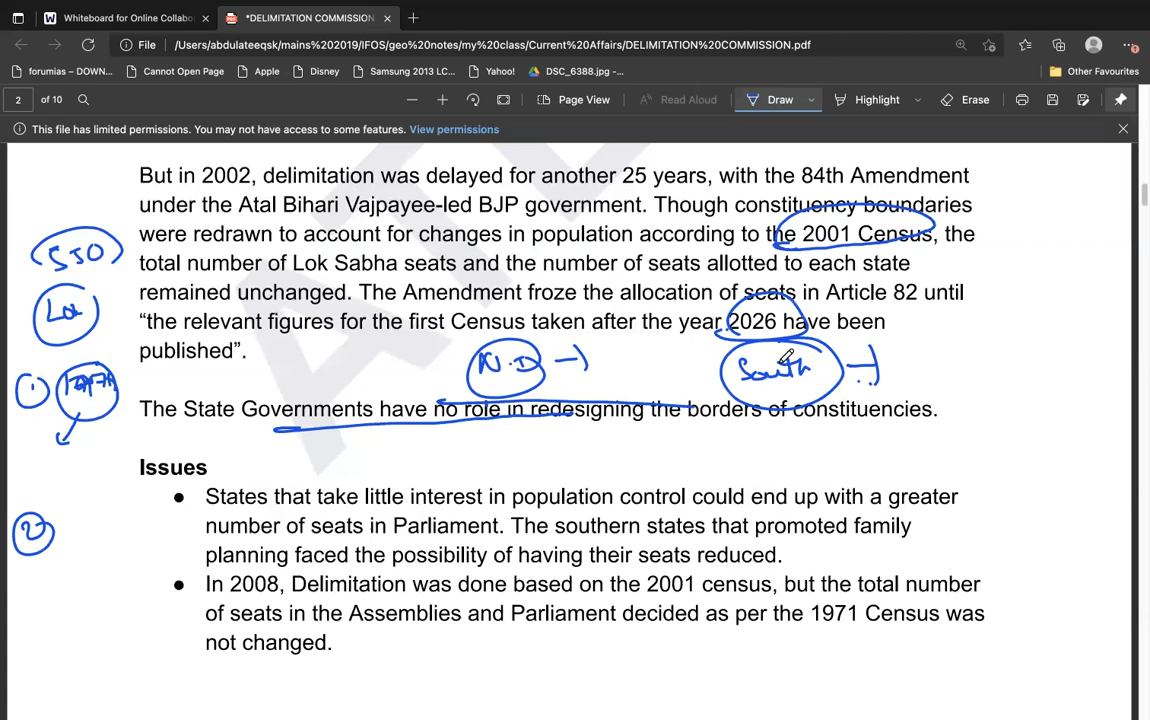 Whiteboard for Online Collabo
*DELIMITATION COMMISSION
File
/Users/abdulateeqsk/mains%202019/IFOS/geo%20notes/my%20class/Current%20Affairs/DELIMITATION%20COMMISSION.pdf
forumias – DOWN...
Cannot Open Page
Apple
Disney
Samsung 2013 LC...
Yahoo!
DSC_6388.jpg -...
Other Favourites
2 of 10
Page View
Read Aloud
Draw
Highlight
Erase
This file has limited permissions. You may not have access to some features. View permissions
But in 2002, delimitation was delayed for another 25 years, with the 84th Amendment
under the Atal Bihari Vajpayee-led BJP government. Though constituency boundaries
were redrawn to account for changes in population according to the 2001 Census, the
550
total number of Lok Sabha seats and the number of seats allotted to each state
remained unchanged. The Amendment froze the allocation of seats in Article 82 until
Lok
“the relevant figures for the first Census taken after the year 2026 have been
published”.
N.D
South
1
The State Governments have no role in redesigning the borders of constituencies.
Issues
● States that take little interest in population control could end up with a greater
number of seats in Parliament. The southern states that promoted family
2
planning faced the possibility of having their seats reduced.
● In 2008, Delimitation was done based on the 2001 census, but the total number
of seats in the Assemblies and Parliament decided as per the 1971 Census was
not changed.